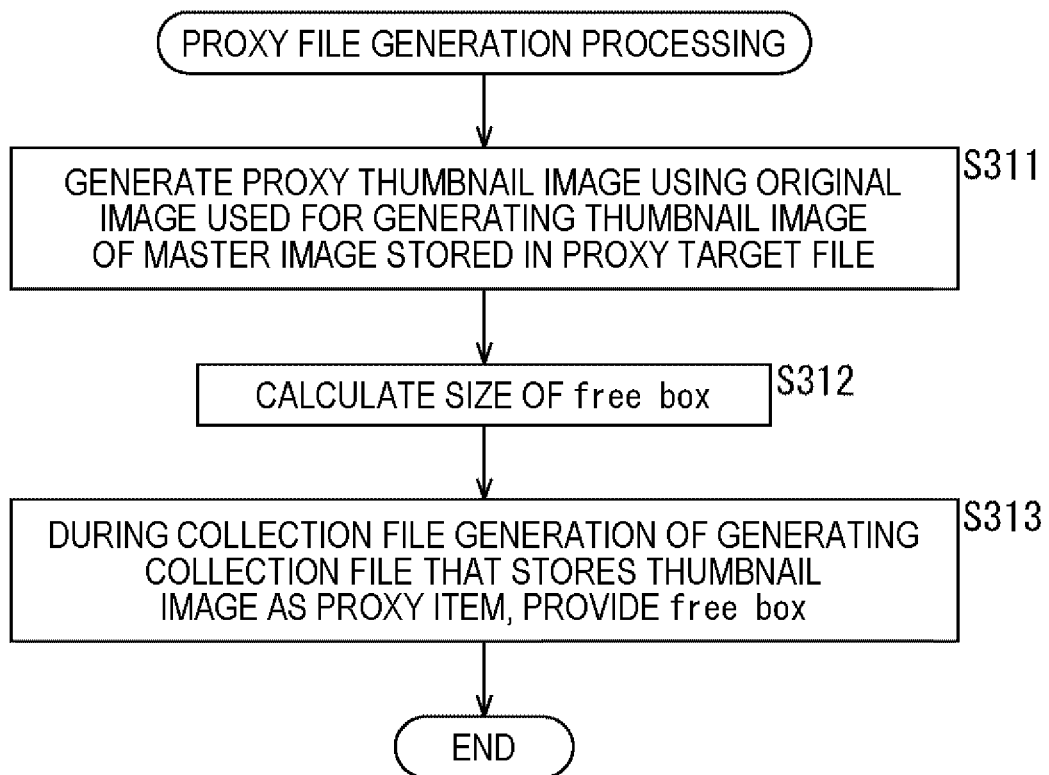 PROXY FILE GENERATION PROCESSING
S311
GENERATE PROXY THUMBNAIL IMAGE USING ORIGINAL
IMAGE USED FOR GENERATING THUMBNAIL IMAGE
OF MASTER IMAGE STORED IN PROXY TARGET FILE
S312
CALCULATE SIZE OF free box
S313
DURING COLLECTION FILE GENERATION OF GENERATING
COLLECTION FILE THAT STORES THUMBNAIL
IMAGE AS PROXY ITEM, PROVIDE free box
END